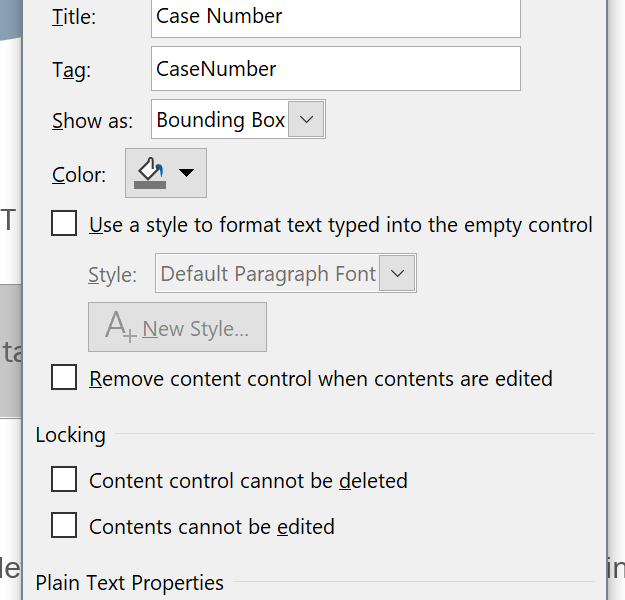 Title: Case Number
Tag: CaseNumber
Show as: Bounding Box
Color:
T
Use a style to format text typed into the empty control
Style: Default Paragraph Font
A+ New Style...
ta
Remove content control when contents are edited
Locking
Content control cannot be deleted
Contents cannot be edited
in
Plain Text Properties